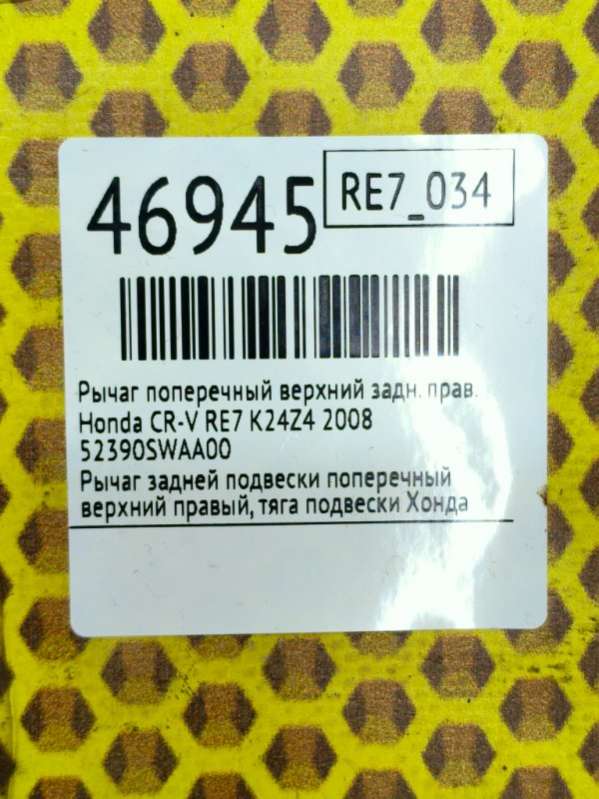 46945
RE7_034
Рычаг поперечный верхний задн. прав.
Honda CR-V RE7 K24Z4 2008
52390SWAA00
Рычаг задней подвески поперечный
верхний правый, тяга подвески Хонда